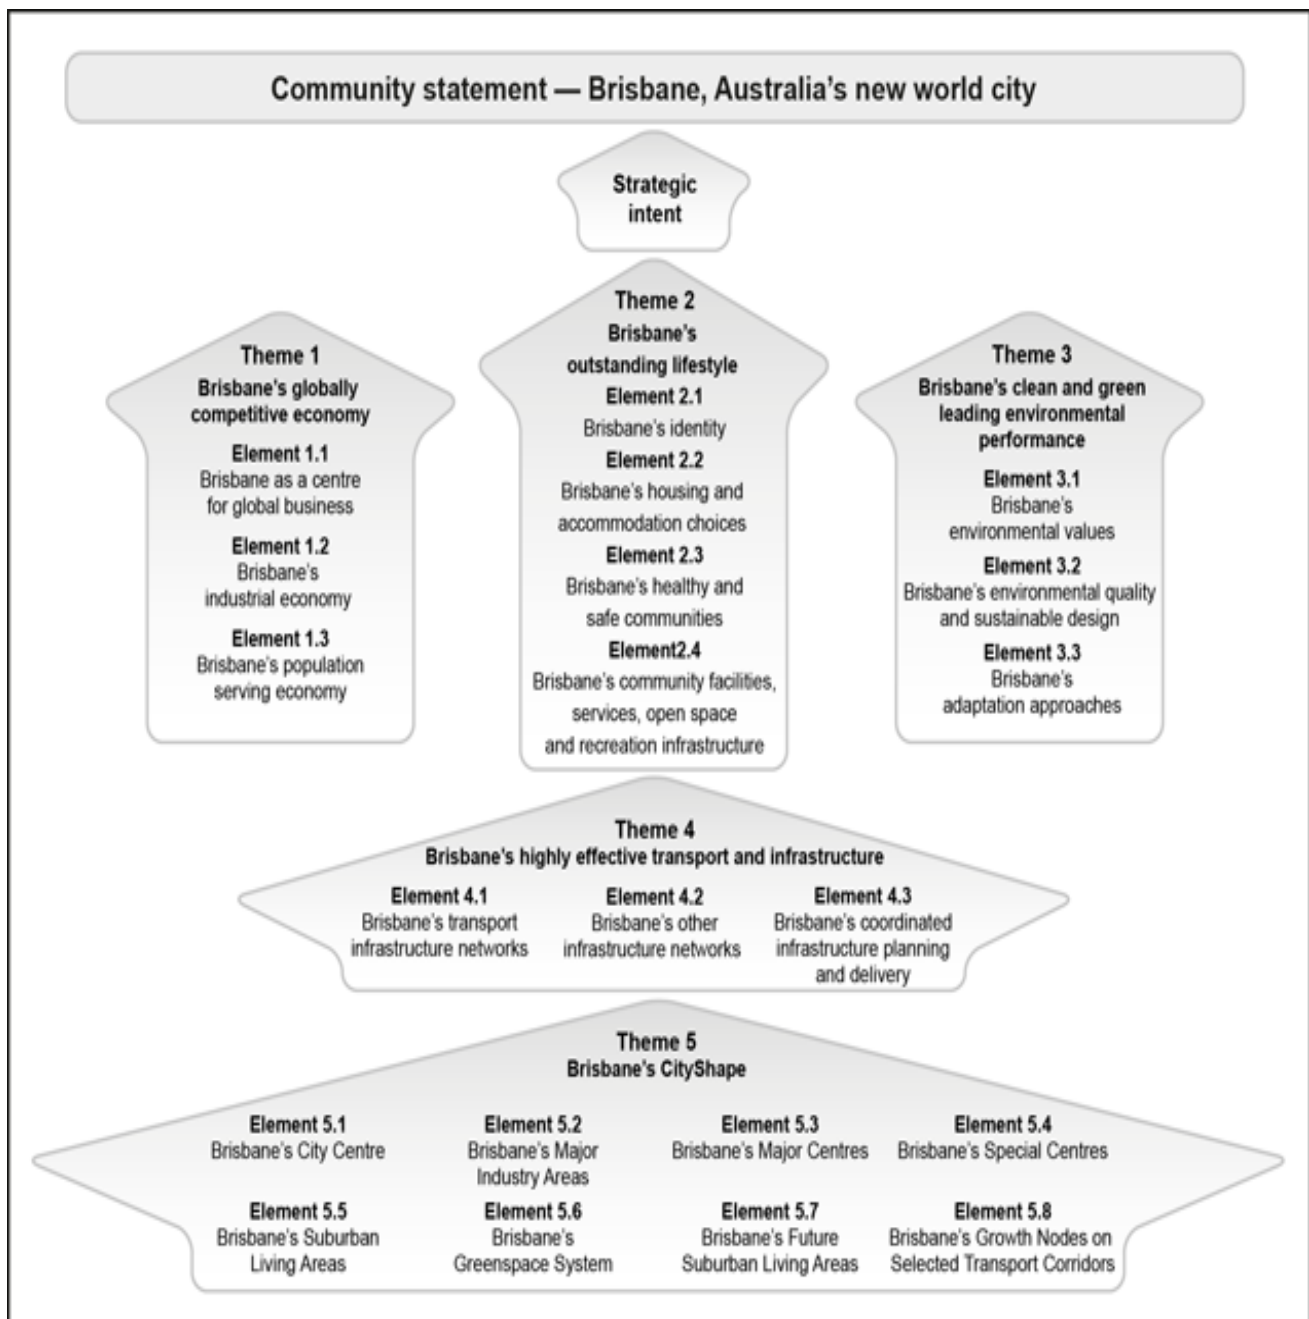 Community statement — Brisbane, Australia's new world city
Strategic
intent
Theme 1
Brisbane's globally
competitive economy
Element 1.1
Brisbane as a centre
for global business
Element 1.2
Brisbane's
industrial economy
Element 1.3
Brisbane's population
serving economy
Theme 2
Brisbane's
outstanding lifestyle
Element 2.1
Brisbane's identity
Element 2.2
Brisbane's housing and
accommodation choices
Element 2.3
Brisbane's healthy and
safe communities
Element2.4
Brisbane's community facilities,
services, open space
and recreation infrastructure
Theme 3
Brisbane's clean and green
leading environmental
performance
Element 3.1
Brisbane's
environmental values
Element 3.2
Brisbane's environmental quality
and sustainable design
Element 3.3
Brisbane's
adaptation approaches
Theme 4
Brisbane's highly effective transport and infrastructure
Element 4.1
Brisbane's transport
infrastructure networks
Element 4.2
Brisbane's other
infrastructure networks
Element 4.3
Brisbane's coordinated
infrastructure planning
and delivery
Theme 5
Brisbane's CityShape
Element 5.1
Brisbane's City Centre
Element 5.2
Brisbane's Major
Industry Areas
Element 5.3
Brisbane's Major Centres
Element 5.4
Brisbane's Special Centres
Element 5.5
Brisbane's Suburban
Living Areas
Element 5.6
Brisbane's
Greenspace System
Element 5.7
Brisbane's Future
Suburban Living Areas
Element 5.8
Brisbane's Growth Nodes on
Selected Transport Corridors